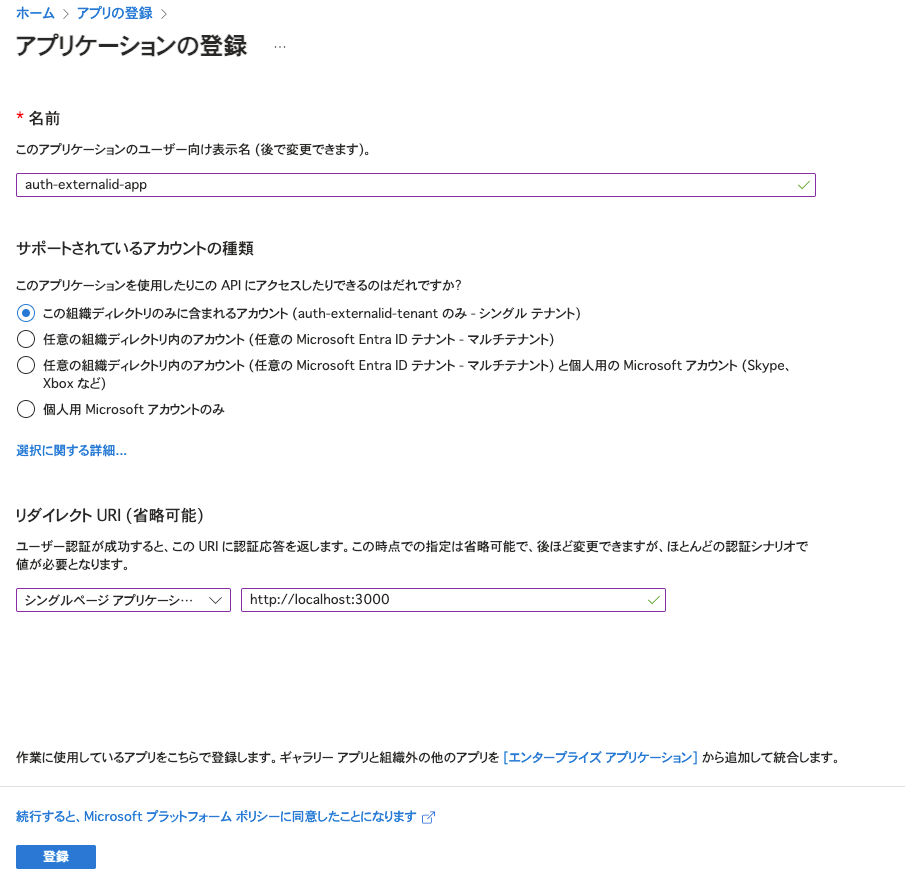 ホーム > アプリの登録 >
アプリケーションの登録 …
* 名前
このアプリケーションのユーザー向け表示名 (後で変更できます)。
auth-externalid-app
サポートされているアカウントの種類
このアプリケーションを使用したりこの API にアクセスしたりできるのはだれですか?
この組織ディレクトリのみに含まれるアカウント (auth-externalid-tenant のみ - シングル テナント)
任意の組織ディレクトリ内のアカウント (任意の Microsoft Entra ID テナント - マルチテナント)
任意の組織ディレクトリ内のアカウント (任意の Microsoft Entra ID テナント - マルチテナント) と個人用の Microsoft アカウント (Skype、
Xbox など)
個人用 Microsoft アカウントのみ
選択に関する詳細...
リダイレクト URI (省略可能)
ユーザー認証が成功すると、この URI に認証応答を返します。この時点での指定は省略可能で、後ほど変更できますが、ほとんどの認証シナリオで
値が必要となります。
シングルページ アプリケーシ… http://localhost:3000
作業に使用しているアプリをこちらで登録します。ギャラリー アプリと組織外の他のアプリを [エンタープライズ アプリケーション] から追加して統合します。
続行すると、Microsoft プラットフォーム ポリシーに同意したことになります
登録